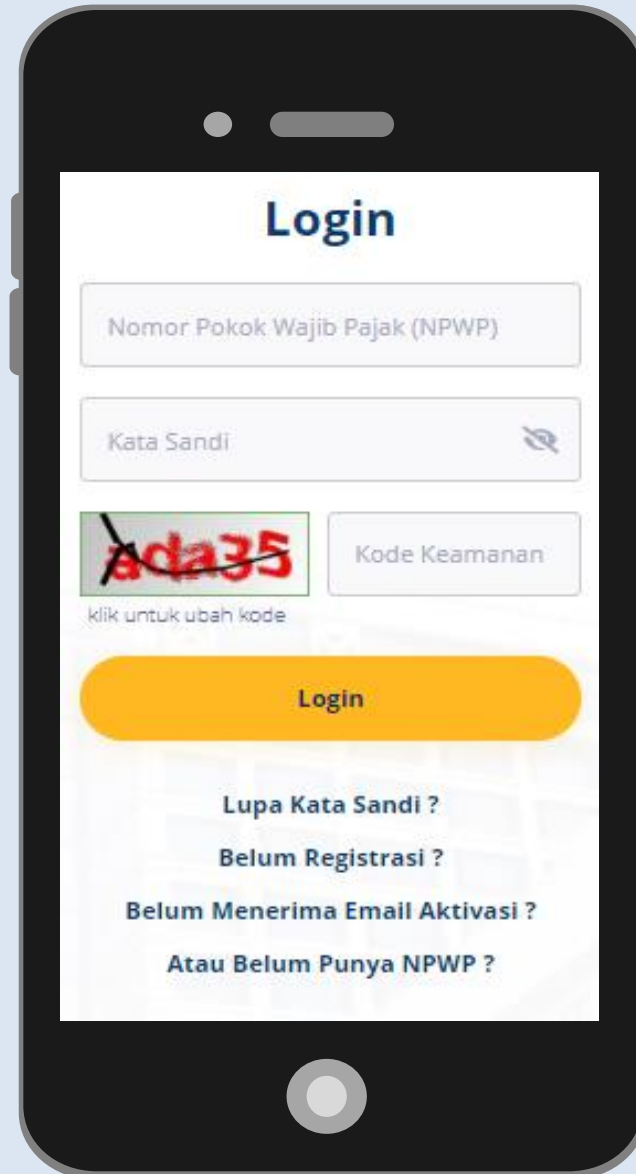 Login
Nomor Pokok Wajib Pajak (NPWP)
Kata Sandi
ada35
Kode Keamanan
klik untuk ubah kode
Login
Lupa Kata Sandi ?
Belum Registrasi ?
Belum Menerima Email Aktivasi ?
Atau Belum Punya NPWP ?